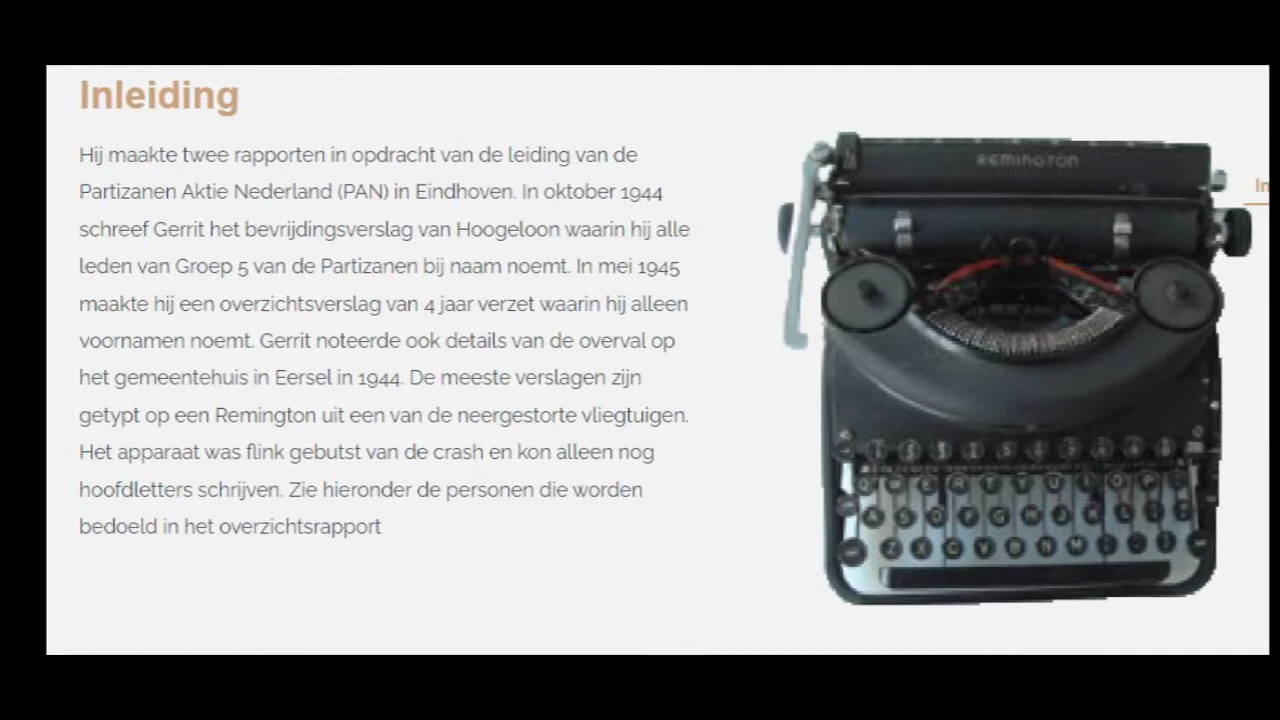 Inleiding
Hij maakte twee rapporten in opdracht van de leiding van de
Partizanen Aktie Nederland (PAN) in Eindhoven. In oktober 1944
schreef Gerrit het bevrijdingsverslag van Hoogeloon waarin hij alle
leden van Groep 5 van de Partizanen bij naam noemt. In mei 1945
maakte hij een overzichtsverslag van 4 jaar verzet waarin hij alleen
voornamen noemt. Gerrit noteerde ook details van de overval op
het gemeentehuis in Eersel in 1944. De meeste verslagen zijn
getypt op een Remington uit een van de neergestorte vliegtuigen.
Het apparaat was flink gebutst van de crash en kon alleen nog
hoofdletters schrijven. Zie hieronder de personen die worden
bedoeld in het overzichtsrapport
REMINGTON